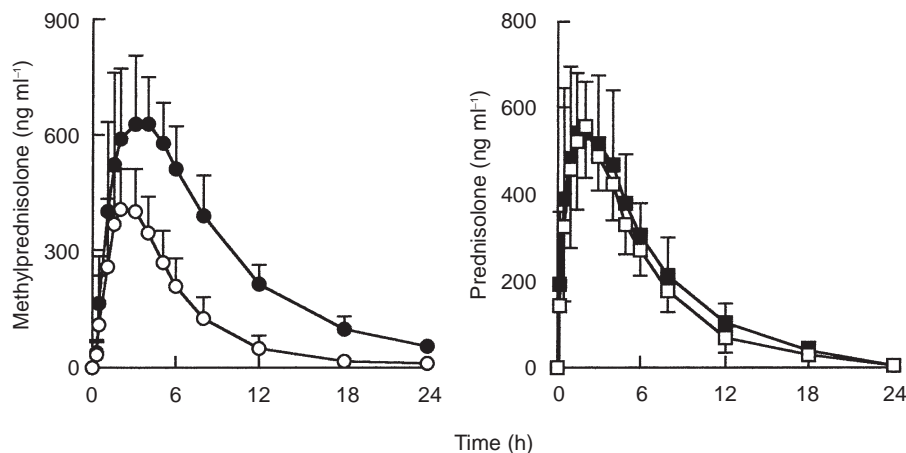 Methylprednisolone (ng ml⁻¹)
900
600
300
0
0 6 12 18 24
Prednisolone (ng ml⁻¹)
800
600
400
200
0
0 6 12 18 24
Time (h)